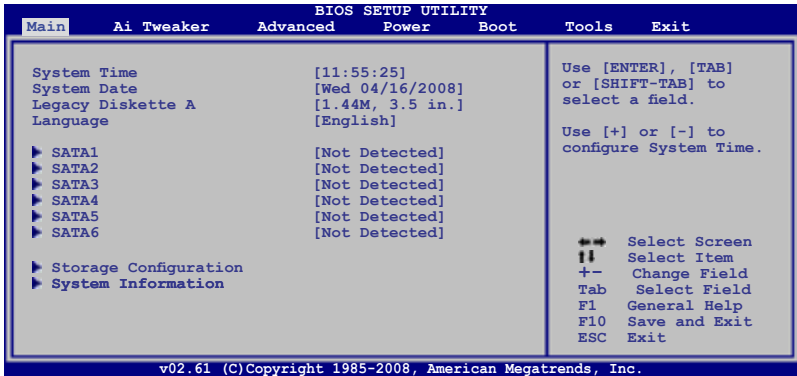 BIOS SETUP UTILITY
Main Ai Tweaker Advanced Power Boot Tools Exit
System Time [11:55:25]
System Date [Wed 04/16/2008]
Legacy Diskette A [1.44M, 3.5 in.]
Language [English]
SATA1 [Not Detected]
SATA2 [Not Detected]
SATA3 [Not Detected]
SATA4 [Not Detected]
SATA5 [Not Detected]
SATA6 [Not Detected]
Storage Configuration
System Information
Use [ENTER], [TAB]
or [SHIFT-TAB] to
select a field.
Use [+] or [-] to
configure System Time.
←→ Select Screen
↑↓ Select Item
+- Change Field
Tab Select Field
F1 General Help
F10 Save and Exit
ESC Exit
v02.61 (C)Copyright 1985-2008, American Megatrends, Inc.